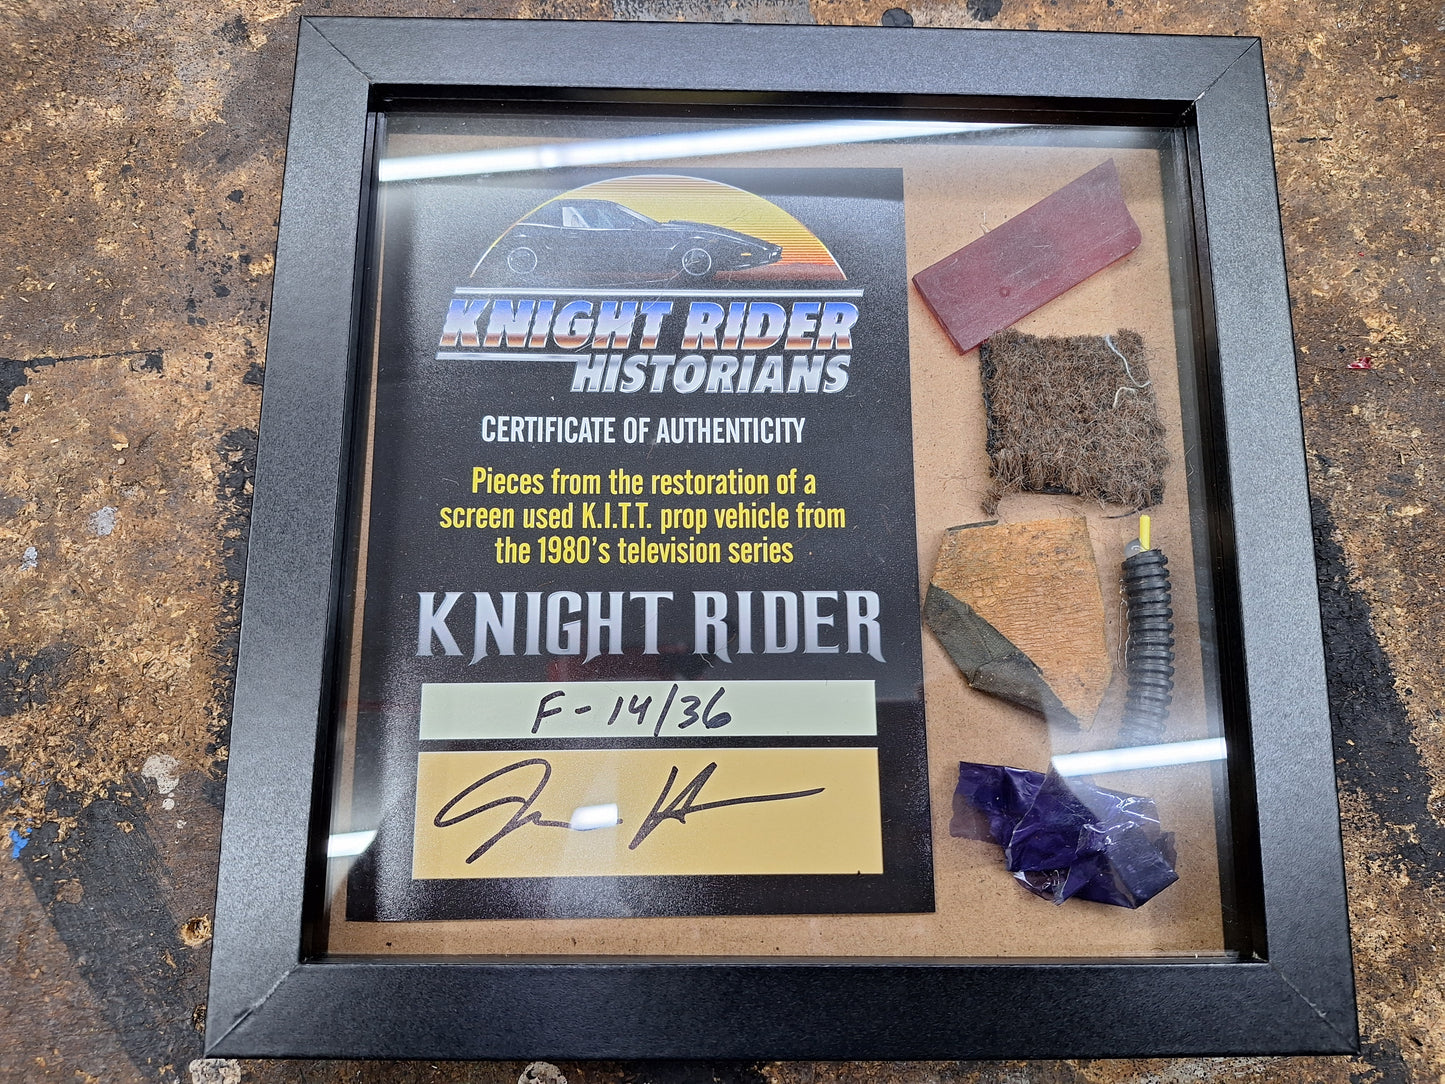 KNIGHT RIDER
HISTORIANS
CERTIFICATE OF AUTHENTICITY
Pieces from the restoration of a
screen used K.I.T.T. prop vehicle from
the 1980's television series
KNIGHT RIDER
F-14/36